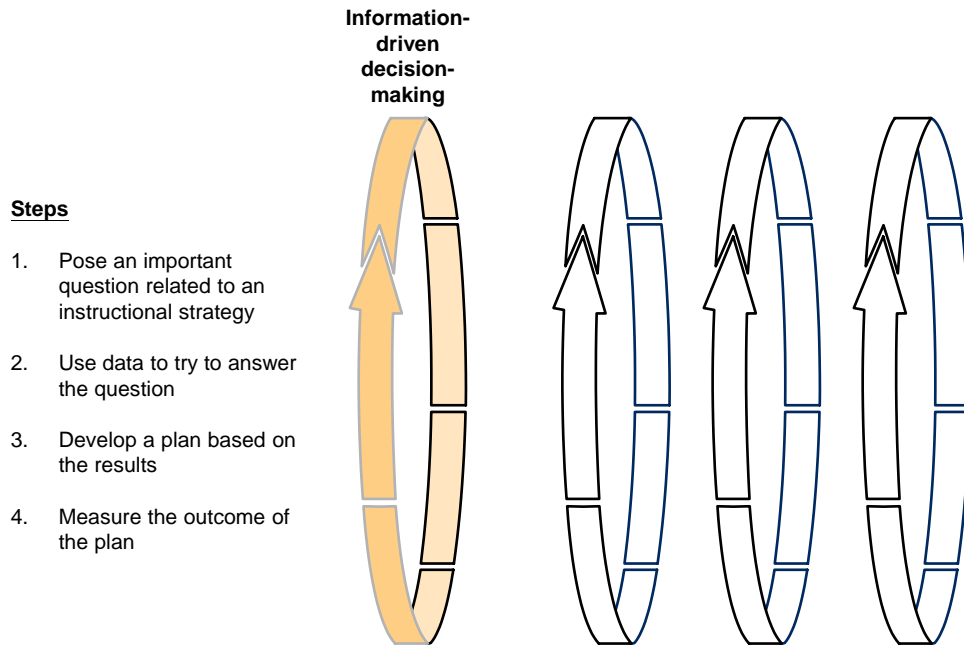 Information-
driven
decision-
making
Steps
1. Pose an important
question related to an
instructional strategy
2. Use data to try to answer
the question
3. Develop a plan based on
the results
4. Measure the outcome of
the plan